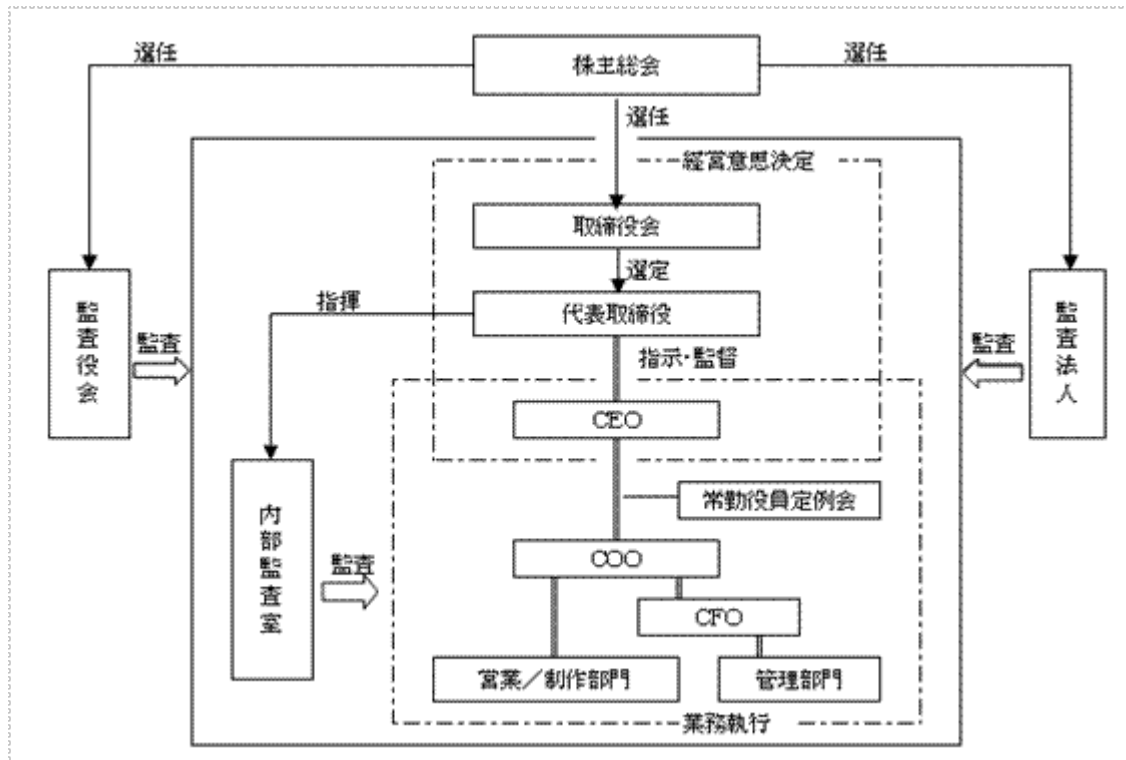 選任
株主総会
選任
選任
経営意思決定
取締役会
選定
代表取締役
指揮
指示・監督
監査役会
監査
監査
監査法人
CEO
常勤役員定例会
内部監査室
監査
COO
CFO
営業／制作部門
管理部門
業務執行